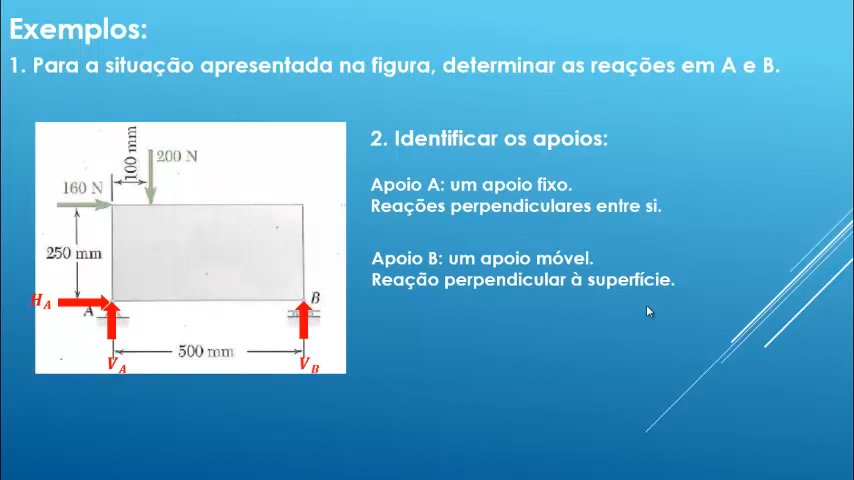 Exemplos:
1. Para a situação apresentada na figura, determinar as reações em A e B.
2. Identificar os apoios:
Apoio A: um apoio fixo.
Reações perpendiculares entre si.
Apoio B: um apoio móvel.
Reação perpendicular à superfície.
100 mm
200 N
160 N
250 mm
H_A
A
B
500 mm
V_A
V_B